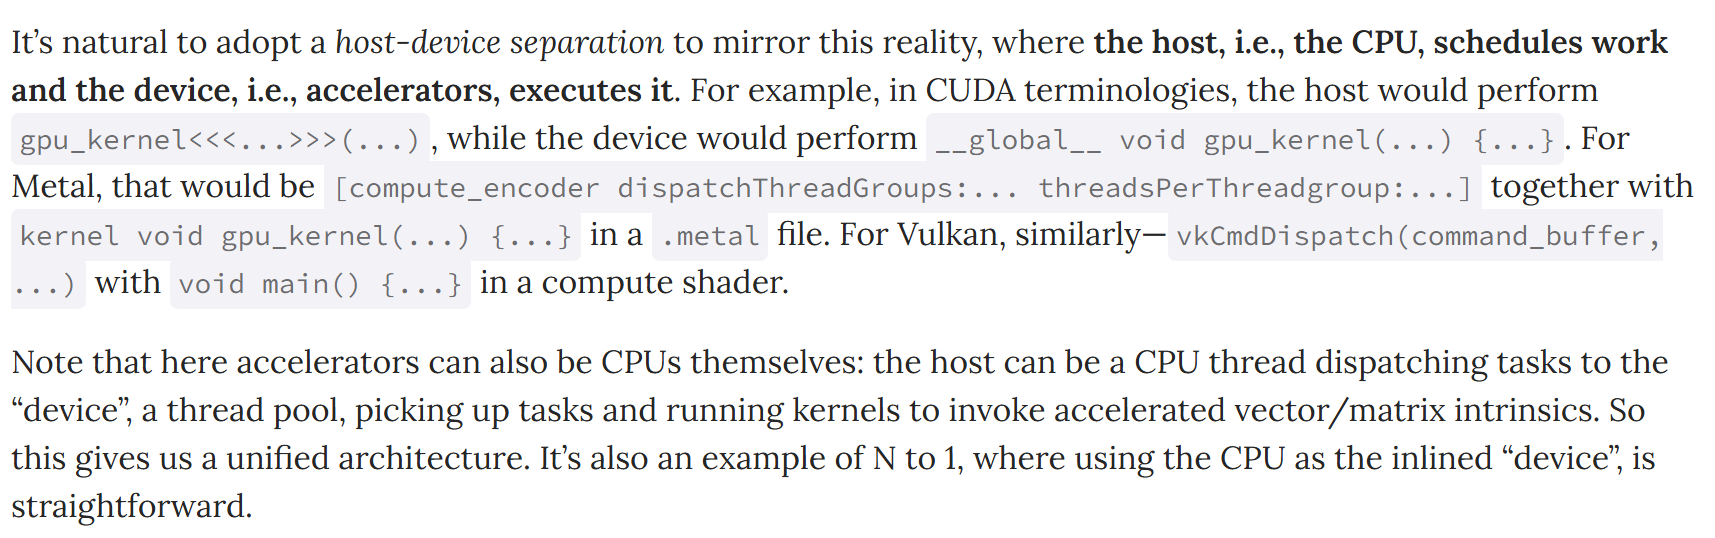 It’s natural to adopt a host-device separation to mirror this reality, where the host, i.e., the CPU, schedules work
and the device, i.e., accelerators, executes it. For example, in CUDA terminologies, the host would perform
gpu_kernel<<<...>>>(...), while the device would perform __global__ void gpu_kernel(...) {...}. For
Metal, that would be [compute_encoder dispatchThreadGroups:... threadsPerThreadgroup:...] together with
kernel void gpu_kernel(...) {...} in a .metal file. For Vulkan, similarly—vkCmdDispatch(command_buffer,
...) with void main() {...} in a compute shader.
Note that here accelerators can also be CPUs themselves: the host can be a CPU thread dispatching tasks to the
“device”, a thread pool, picking up tasks and running kernels to invoke accelerated vector/matrix intrinsics. So
this gives us a unified architecture. It’s also an example of N to 1, where using the CPU as the inlined “device”, is
straightforward.